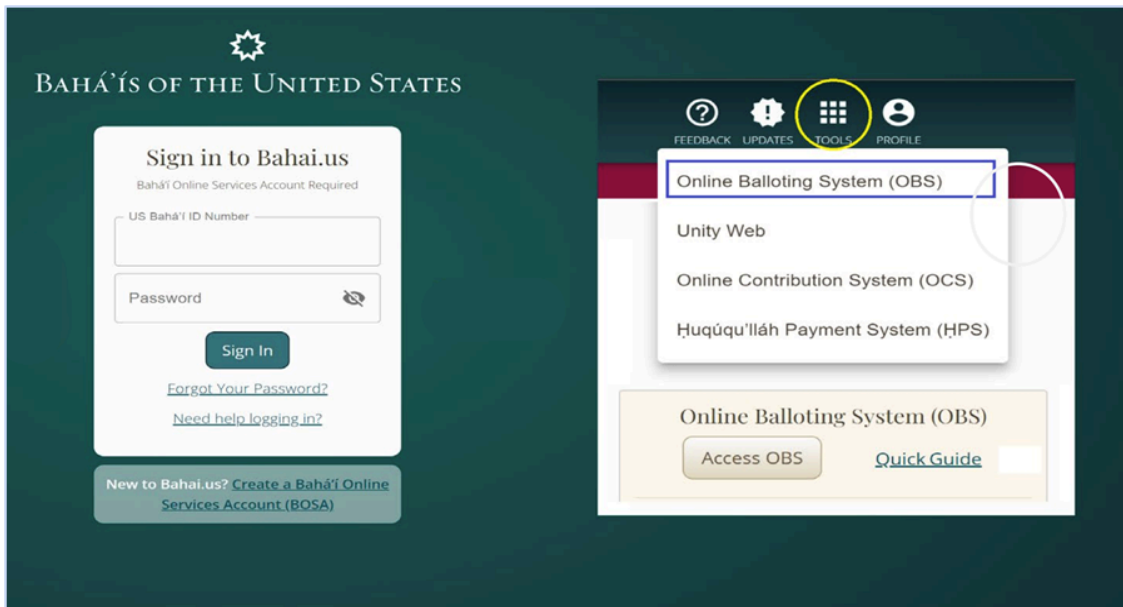 BAHÁ’ÍS OF THE UNITED STATES
Sign in to Bahai.us
Bahá’í Online Services Account Required
US Bahá’í ID Number
Password
Sign In
Forgot Your Password?
Need help logging in?
New to Bahai.us? Create a Bahá’í Online
Services Account (BOSA)
FEEDBACK UPDATES TOOLS PROFILE
Online Balloting System (OBS)
Unity Web
Online Contribution System (OCS)
Ḥuqúqu’lláh Payment System (ḤPS)
Online Balloting System (OBS)
Access OBS Quick Guide